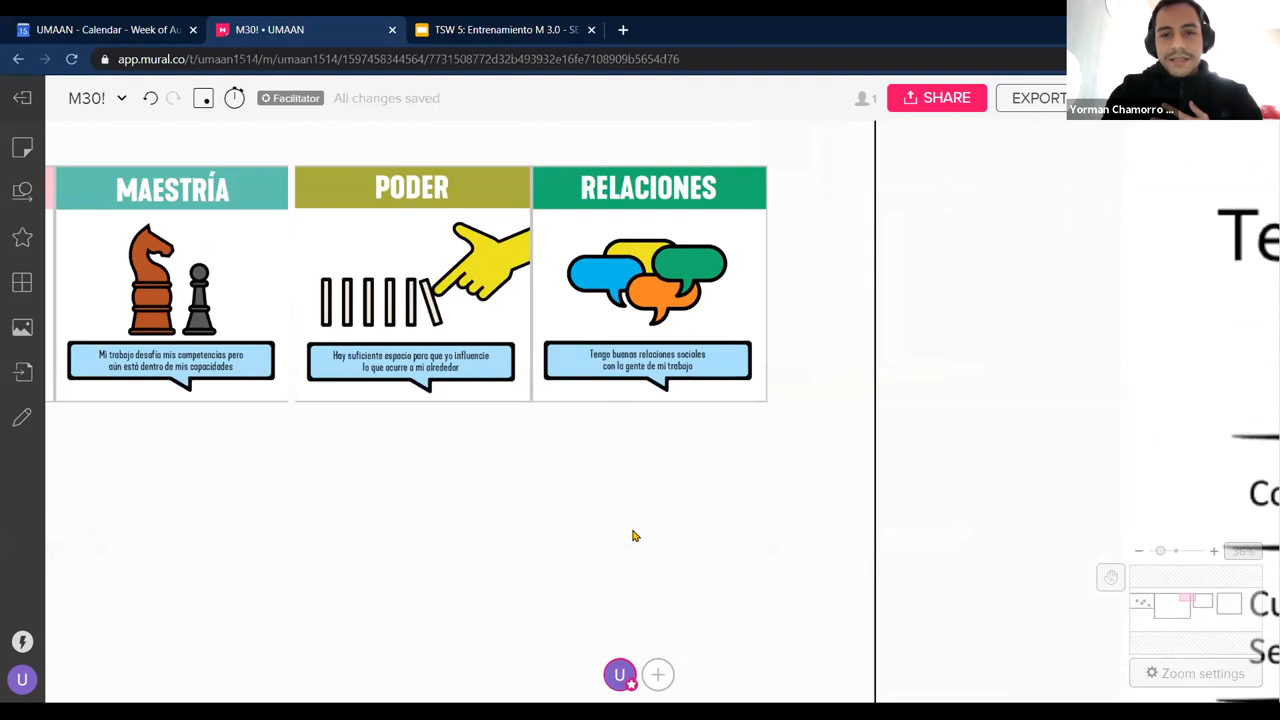 UMAAN - Calendar - Week of Au
M30! • UMAAN
TSW 5: Entrenamiento M 3.0 - SE
app.mural.co/t/umaan1514/m/umaan1514/1597458344564/7731508772d32b493932e16fe7108909b5654d76
Yorman Chamorro ...
M30!
Facilitator
All changes saved
1
SHARE
EXPORT
MAESTRÍA
PODER
RELACIONES
Mi trabajo desafía mis competencias pero
aún está dentro de mis capacidades
Hay suficiente espacio para que yo influencie
lo que ocurre a mi alrededor
Tengo buenas relaciones sociales
con la gente de mi trabajo
Te
Co
36%
Cu
Se
Zoom settings
U
U